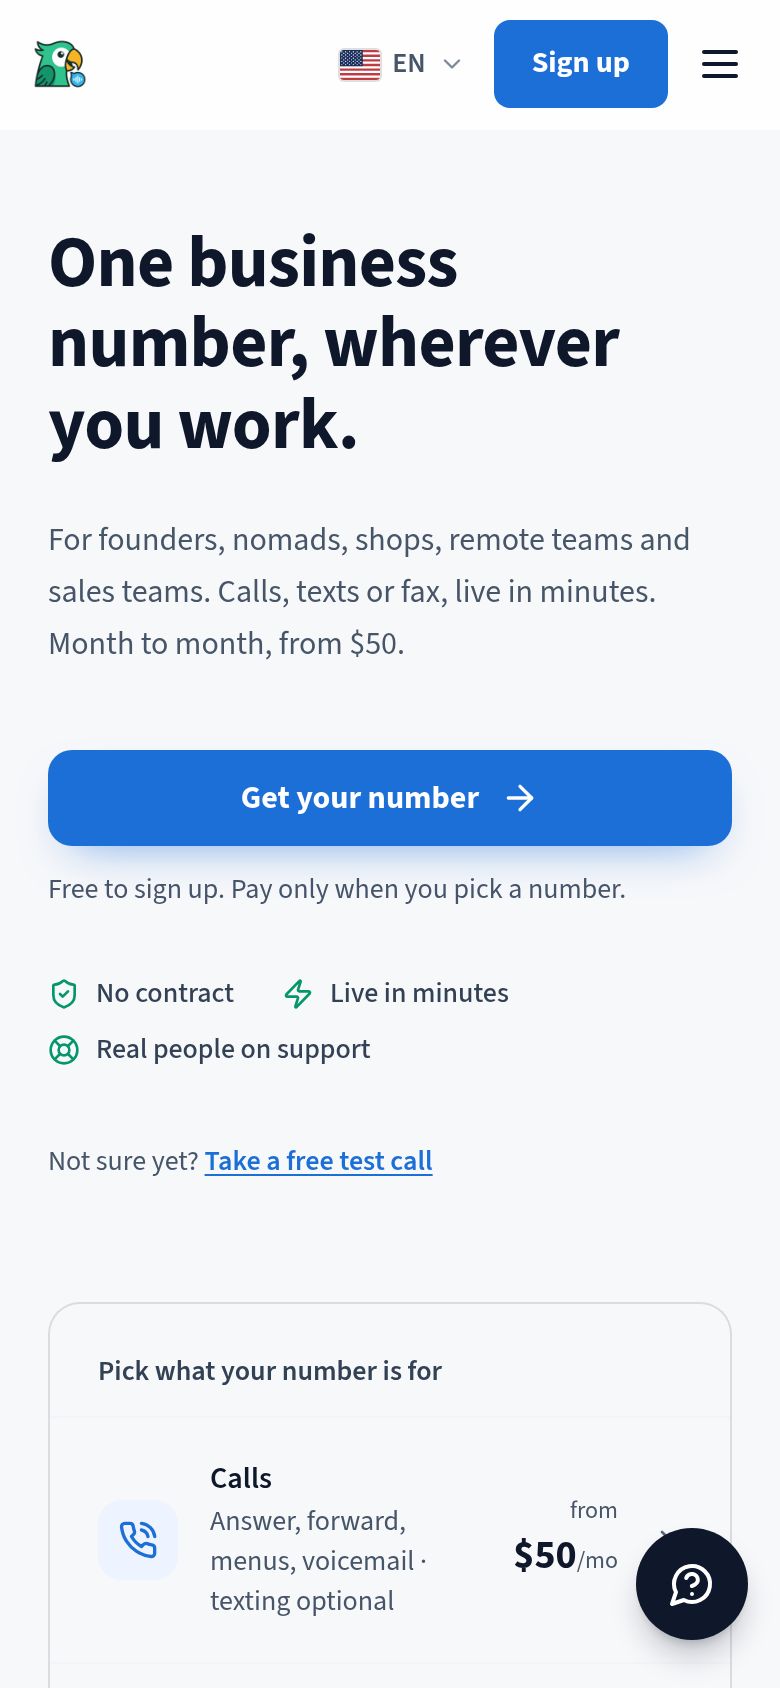 EN
Sign up
One business
number, wherever
you work.
For founders, nomads, shops, remote teams and
sales teams. Calls, texts or fax, live in minutes.
Month to month, from $50.
Get your number
Free to sign up. Pay only when you pick a number.
No contract
Live in minutes
Real people on support
Not sure yet? Take a free test call
Pick what your number is for
Calls
Answer, forward,
menus, voicemail ·
texting optional
from
$50/mo